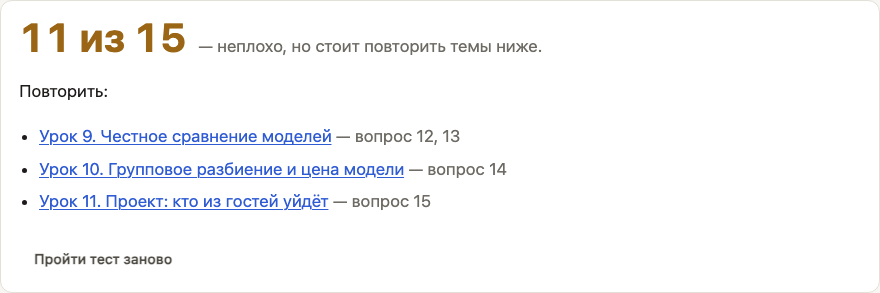 11 из 15 — неплохо, но стоит повторить темы ниже.
Повторить:
• Урок 9. Честное сравнение моделей — вопрос 12, 13
• Урок 10. Групповое разбиение и цена модели — вопрос 14
• Урок 11. Проект: кто из гостей уйдёт — вопрос 15
Пройти тест заново